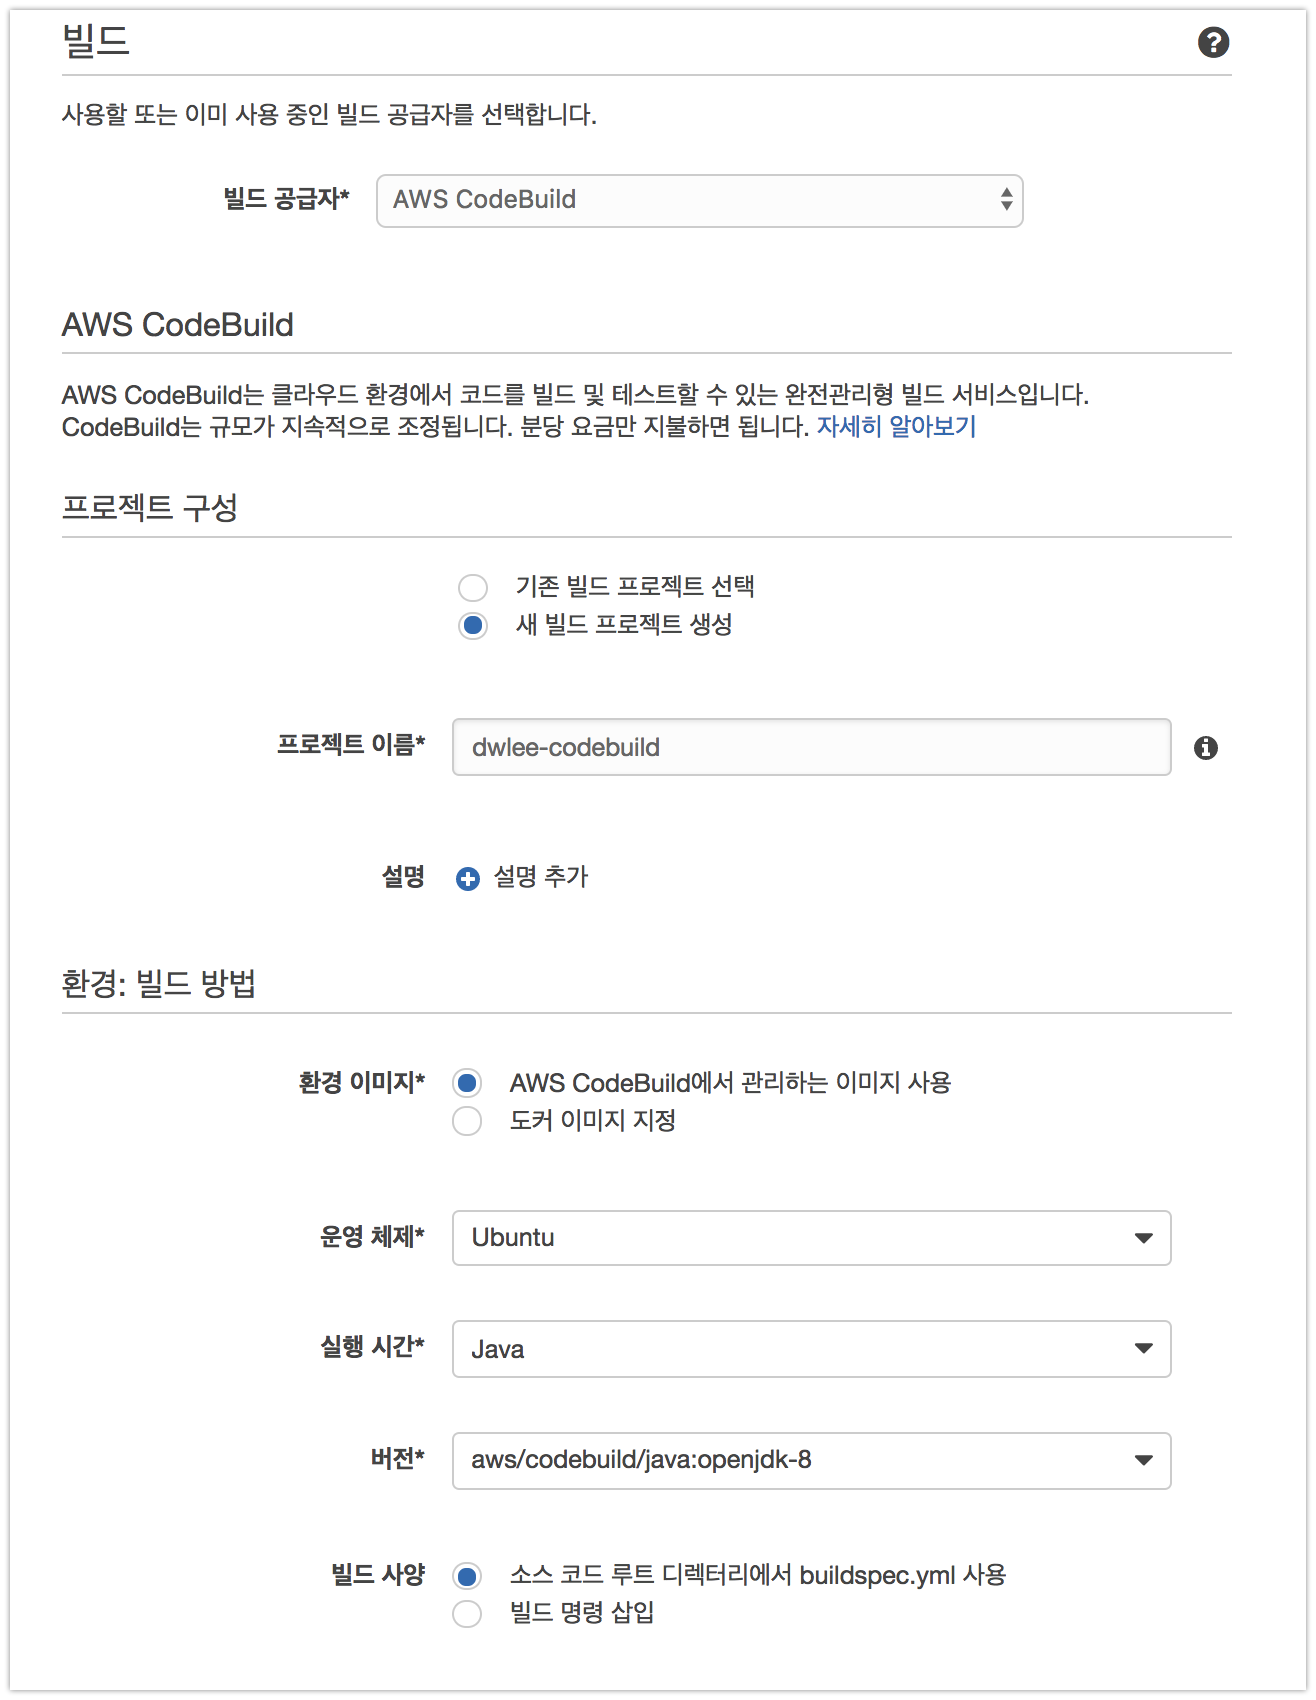 빌드
사용할 또는 이미 사용 중인 빌드 공급자를 선택합니다.
빌드 공급자* AWS CodeBuild
AWS CodeBuild
AWS CodeBuild는 클라우드 환경에서 코드를 빌드 및 테스트할 수 있는 완전관리형 빌드 서비스입니다.
CodeBuild는 규모가 지속적으로 조정됩니다. 분당 요금만 지불하면 됩니다. 자세히 알아보기
프로젝트 구성
기존 빌드 프로젝트 선택
새 빌드 프로젝트 생성
프로젝트 이름* dwlee-codebuild
설명 설명 추가
환경: 빌드 방법
환경 이미지* AWS CodeBuild에서 관리하는 이미지 사용
도커 이미지 지정
운영 체제* Ubuntu
실행 시간* Java
버전* aws/codebuild/java:openjdk-8
빌드 사양 소스 코드 루트 디렉터리에서 buildspec.yml 사용
빌드 명령 삽입